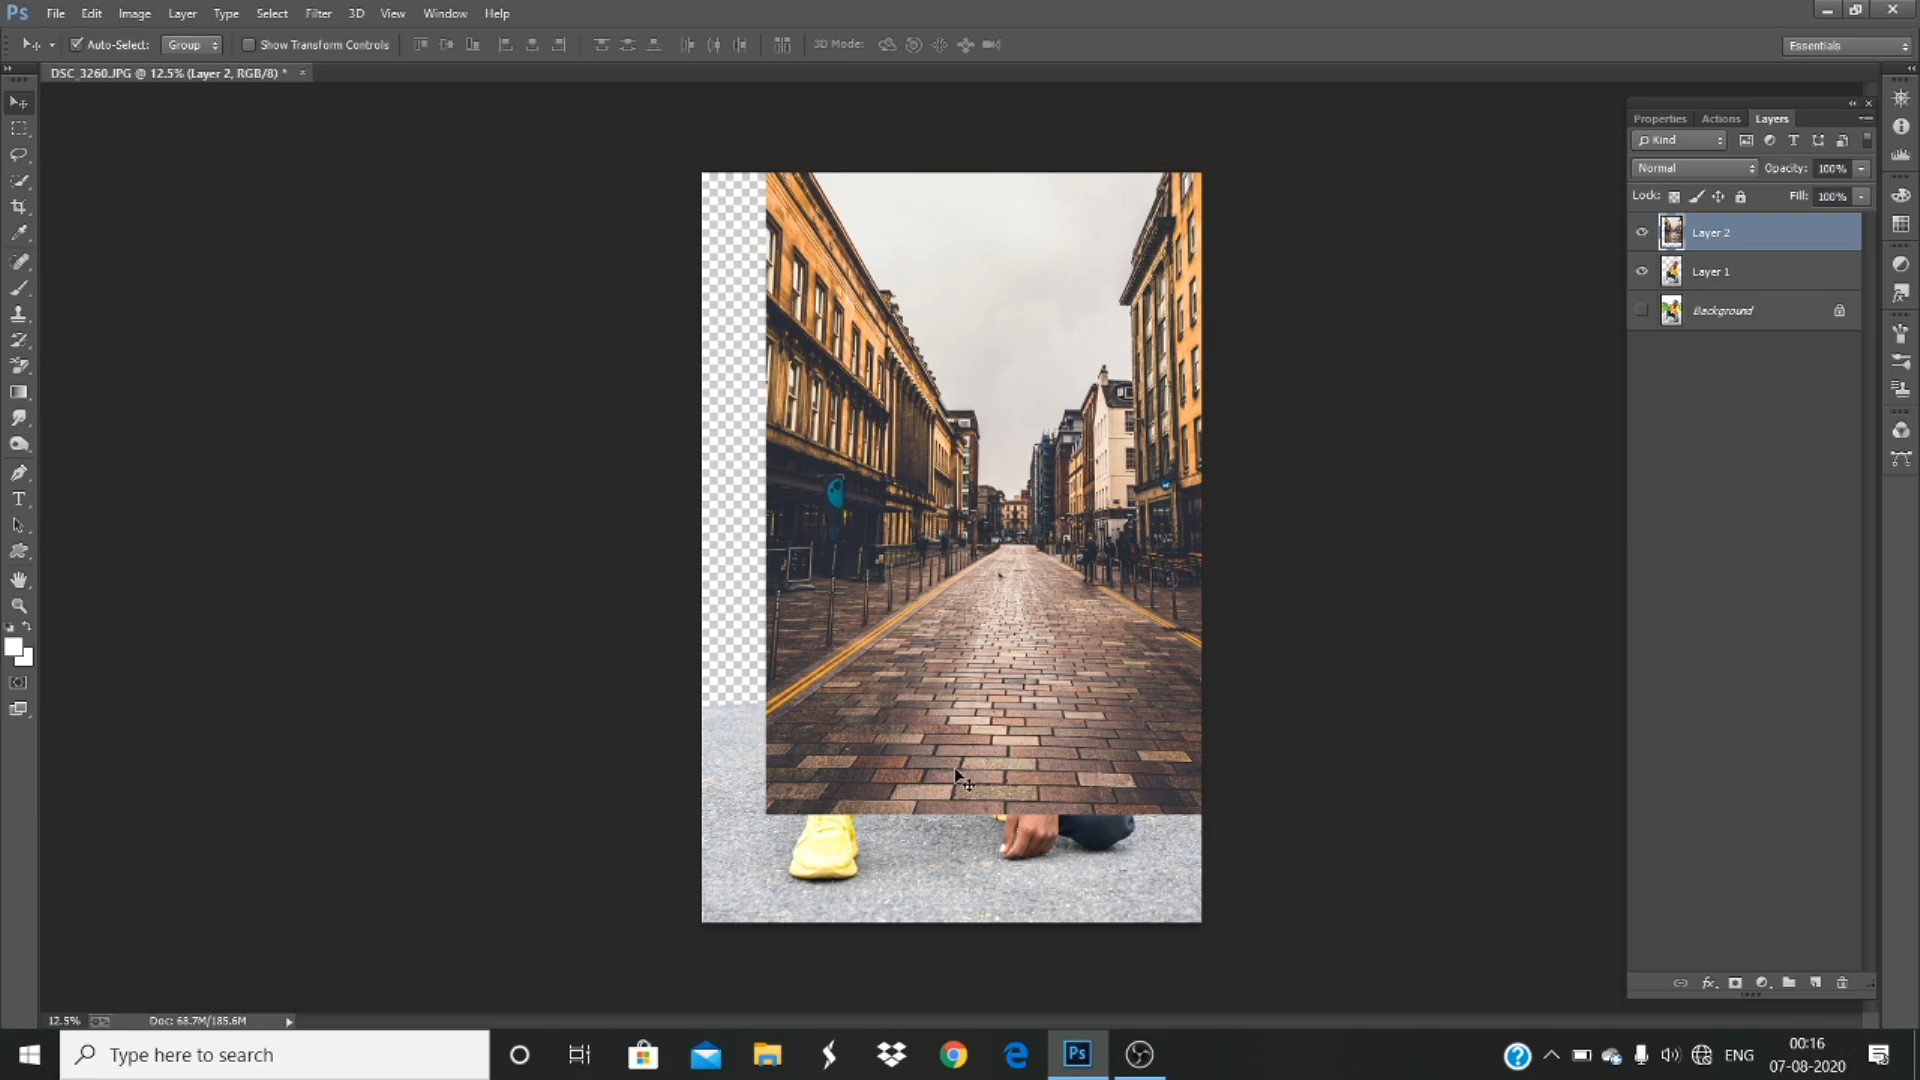 Ps File Edit Image Layer Type Select Filter 3D View Window Help
Auto-Select: Group Show Transform Controls 3D Mode: Essentials
DSC_3260.JPG @ 12.5% (Layer 2, RGB/8) * ×
Properties Actions Layers
Kind
Normal Opacity: 100%
Lock: Fill: 100%
Layer 2
Layer 1
Background
12.5% Doc: 68.7M/185.6M
Type here to search
Ps
ENG
00:16
07-08-2020